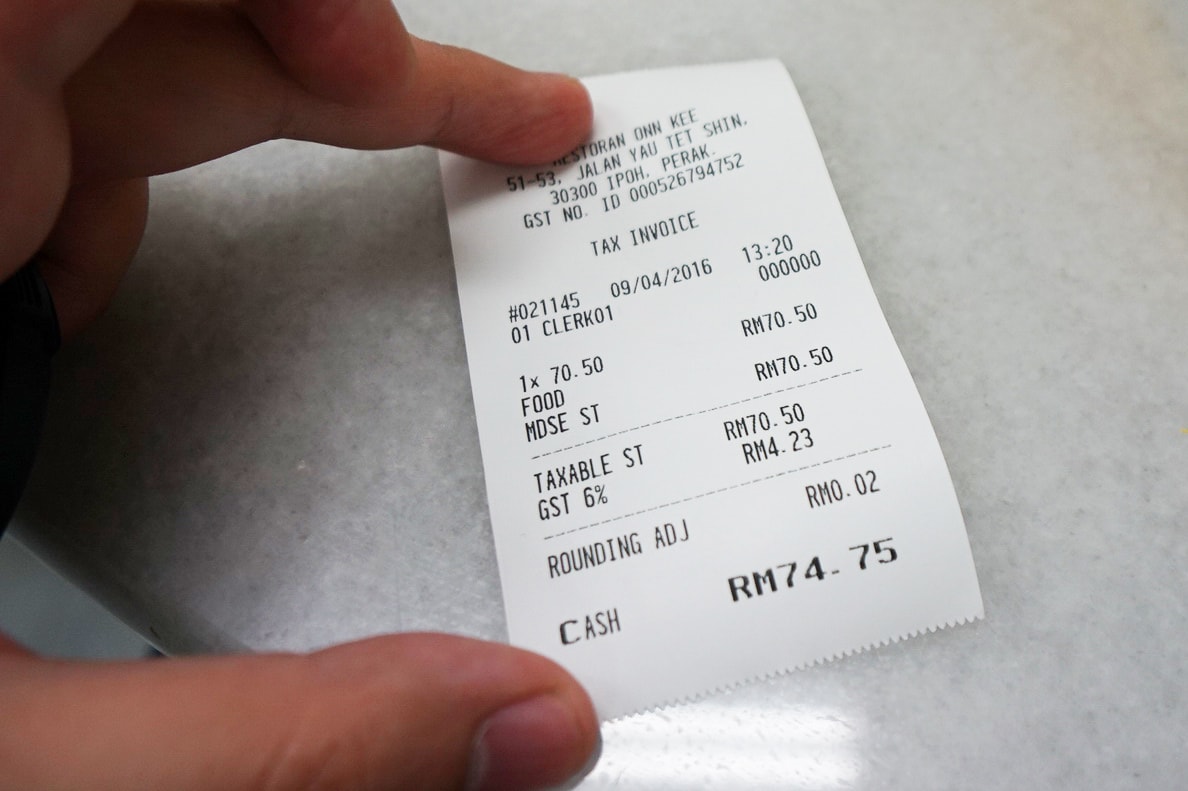 RESTORAN ONN KEE
51-53, JALAN YAU TET SHIN,
30300 IPOH, PERAK.
GST NO. ID 000526794752
TAX INVOICE
#021145 09/04/2016 13:20
01 CLERK01 000000
1x 70.50
FOOD RM70.50
MDSE ST RM70.50
TAXABLE ST RM70.50
GST 6% RM4.23
ROUNDING ADJ RM0.02
CASH RM74.75